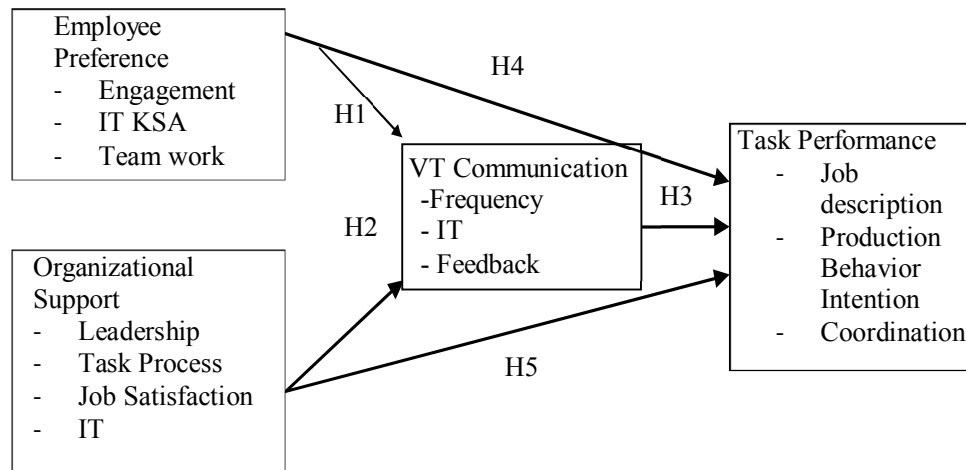 Employee
Preference
- Engagement
- IT KSA
- Team work
H4
H1
VT Communication
-Frequency
- IT
- Feedback
H3
Task Performance
- Job
description
- Production
Behavior
Intention
- Coordination
H2
Organizational
Support
- Leadership
- Task Process
- Job Satisfaction
- IT
H5